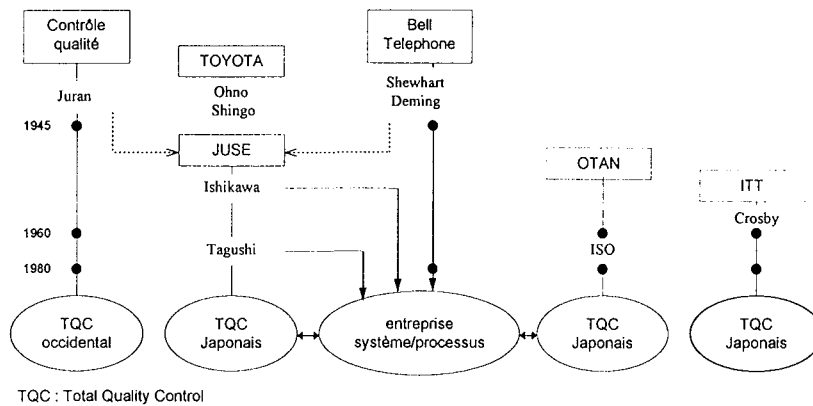 Contrôle
qualité
Juran
TOYOTA
Ohno
Shingo
Bell
Telephone
Shewhart
Deming
1945
JUSE
Ishikawa
OTAN
ITT
Crosby
1960
Tagushi
ISO
1980
TQC
occidental
TQC
Japonais
entreprise
système/processus
TQC
Japonais
TQC
Japonais
TQC : Total Quality Control